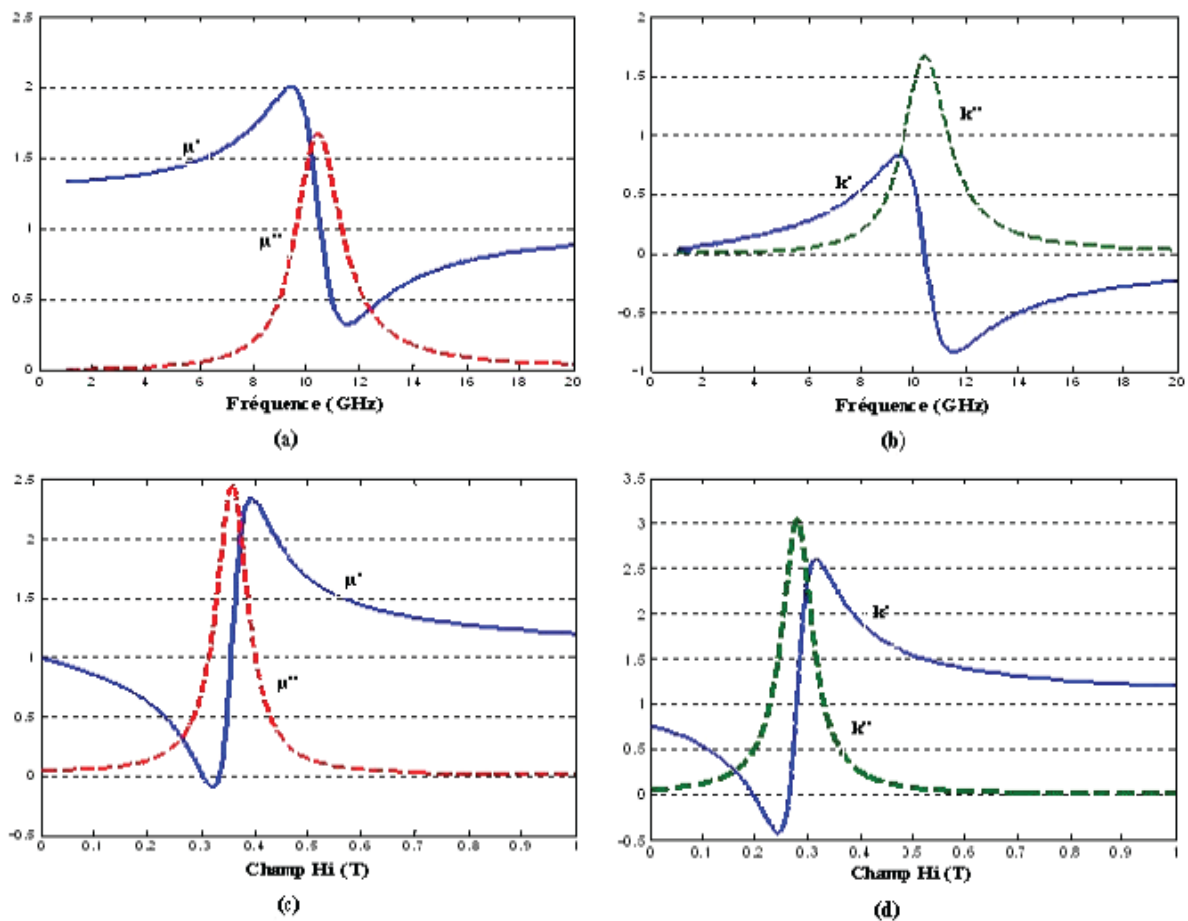 2.5
2
1.5
1
0.5
0
µ'
µ''
0 2 4 6 8 10 12 14 16 18 20
Fréquence (GHz)
(a)
2
1.5
1
0.5
0
-0.5
-1
k''
k'
0 2 4 6 8 10 12 14 16 18 20
Fréquence (GHz)
(b)
2.5
2
1.5
1
0.5
0
-0.5
µ'
µ''
0 0.1 0.2 0.3 0.4 0.5 0.6 0.7 0.8 0.9 1
Champ Hi (T)
(c)
3.5
3
2.5
2
1.5
1
0.5
0
-0.5
k'
k''
0 0.1 0.2 0.3 0.4 0.5 0.6 0.7 0.8 0.9 1
Champ Hi (T)
(d)